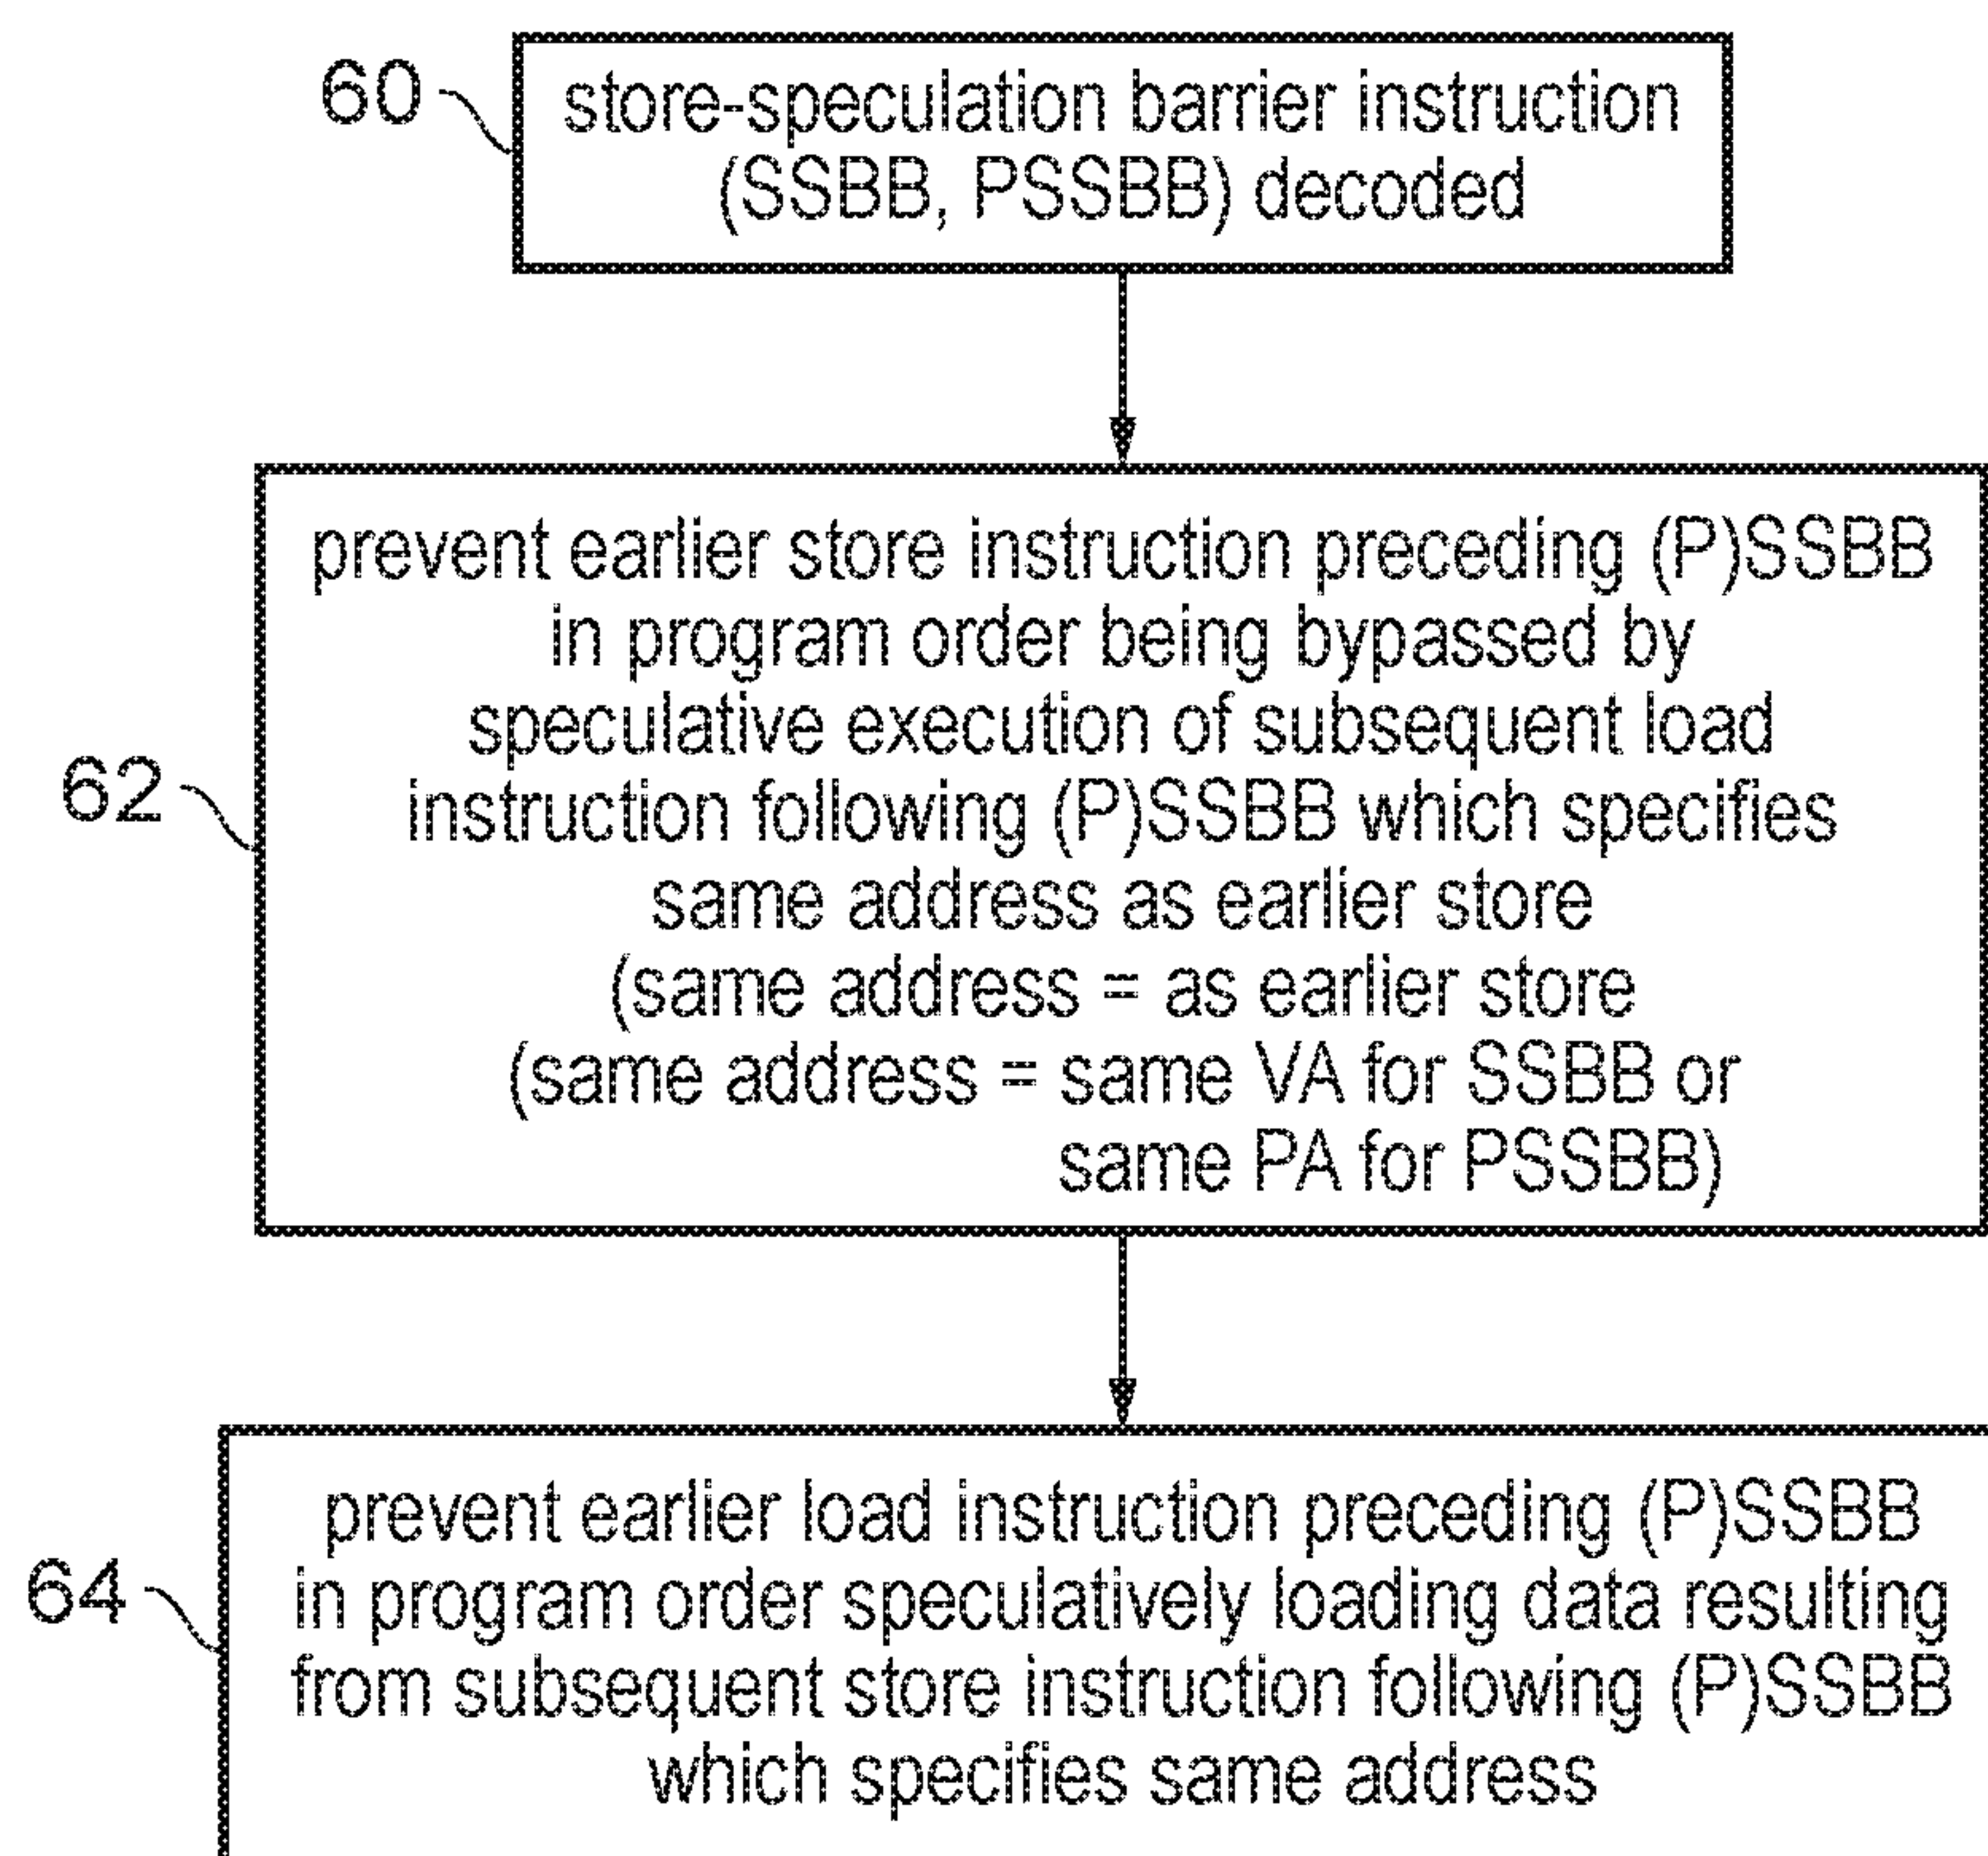 60
store-speculation barrier instruction
(SSBB, PSSBB) decoded
62
prevent earlier store instruction preceding (P)SSBB
in program order being bypassed by
speculative execution of subsequent load
instruction following (P)SSBB which specifies
same address as earlier store
(same address = as earlier store
(same address = same VA for SSBB or
same PA for PSSBB)
64
prevent earlier load instruction preceding (P)SSBB
in program order speculatively loading data resulting
from subsequent store instruction following (P)SSBB
which specifies same address